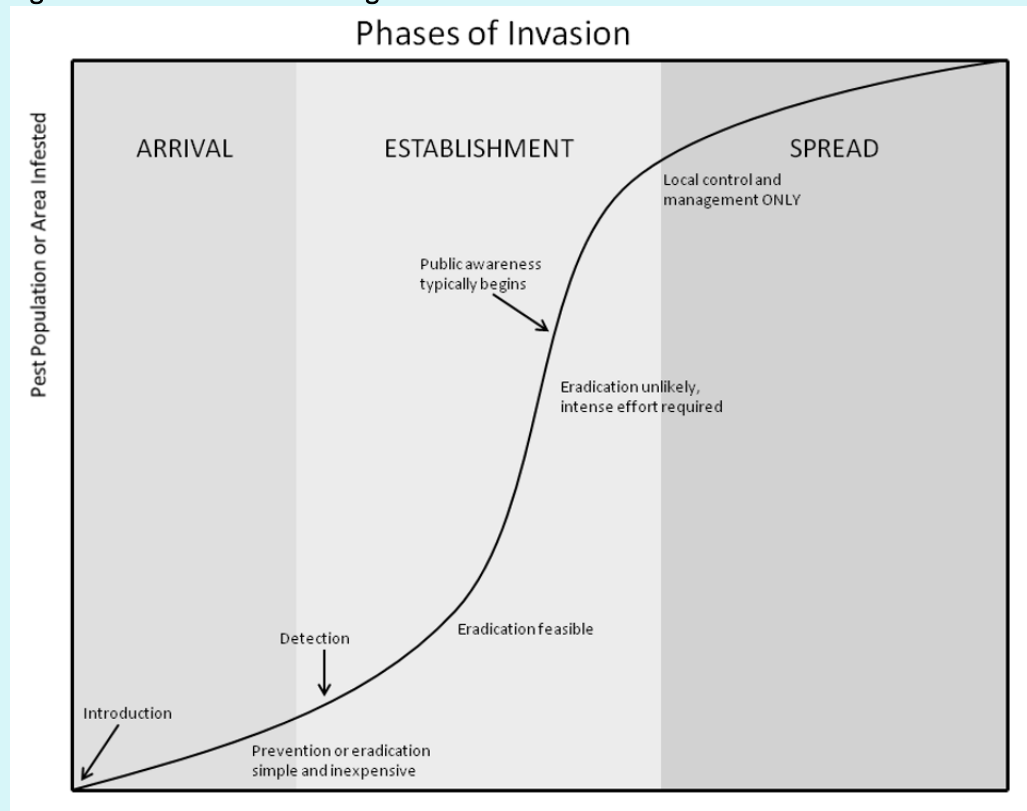 Phases of Invasion
Pest Population or Area Infested
ARRIVAL
ESTABLISHMENT
SPREAD
Local control and
management ONLY
Public awareness
typically begins
Eradication unlikely,
intense effort required
Eradication feasible
Detection
Introduction
Prevention or eradication
simple and inexpensive